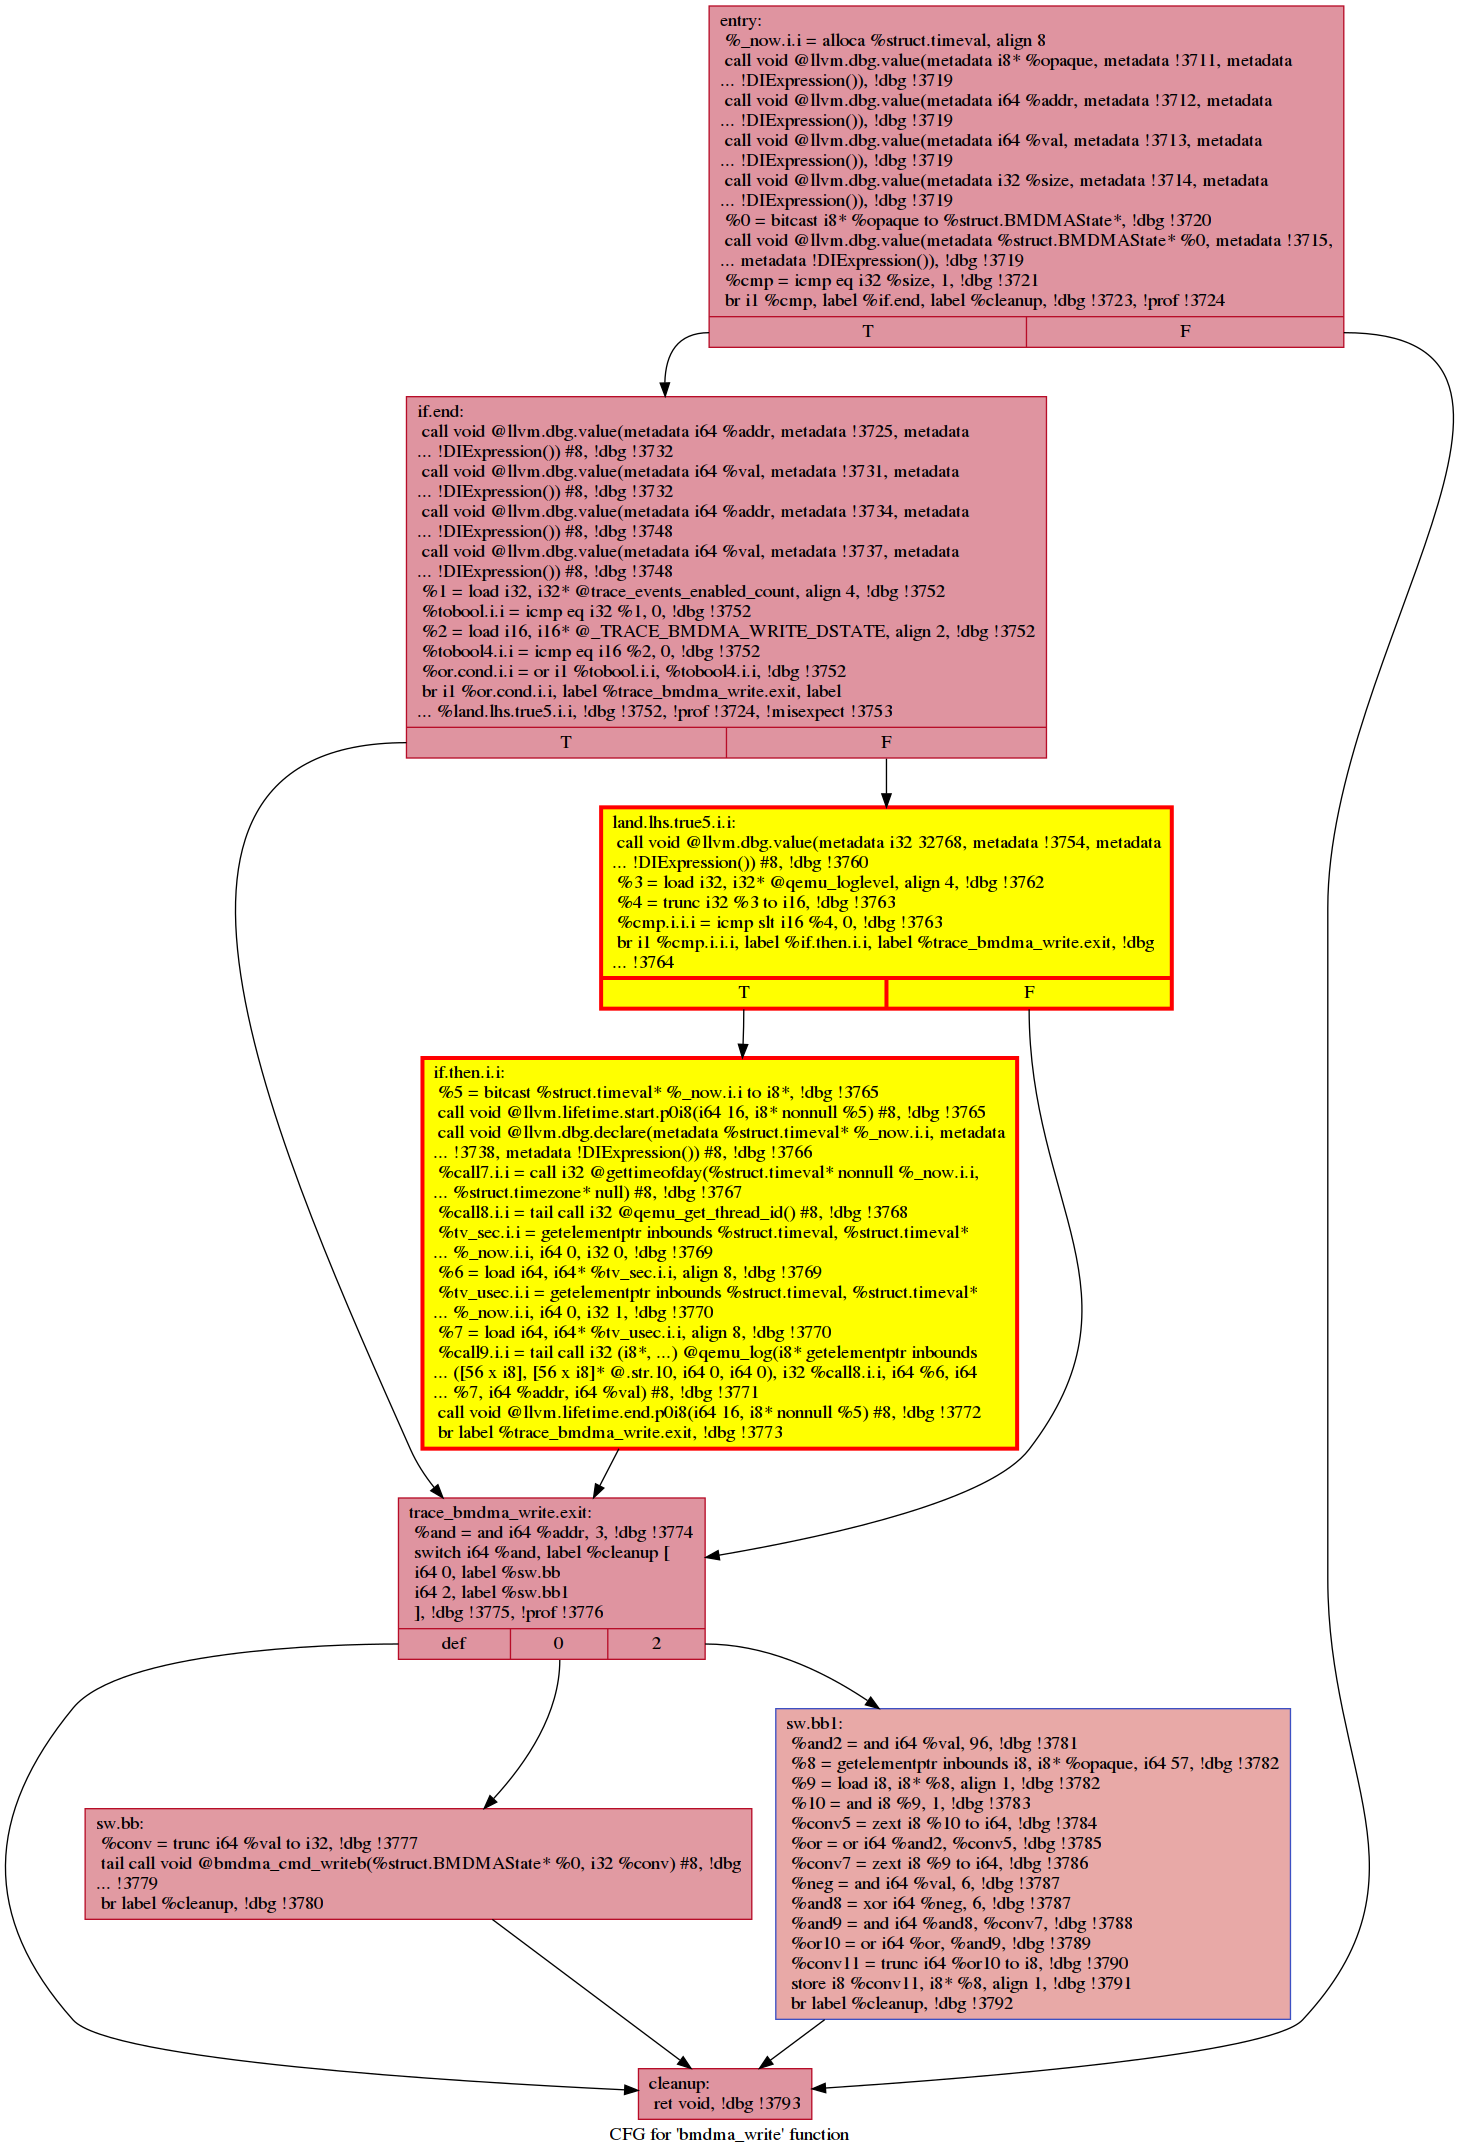 entry:
%_now.i.i = alloca %struct.timeval, align 8
call void @llvm.dbg.value(metadata i8* %opaque, metadata !3711, metadata
... !DIExpression()), !dbg !3719
call void @llvm.dbg.value(metadata i64 %addr, metadata !3712, metadata
... !DIExpression()), !dbg !3719
call void @llvm.dbg.value(metadata i64 %val, metadata !3713, metadata
... !DIExpression()), !dbg !3719
call void @llvm.dbg.value(metadata i32 %size, metadata !3714, metadata
... !DIExpression()), !dbg !3719
%0 = bitcast i8* %opaque to %struct.BMDMAState*, !dbg !3720
call void @llvm.dbg.value(metadata %struct.BMDMAState* %0, metadata !3715,
... metadata !DIExpression()), !dbg !3719
%cmp = icmp eq i32 %size, 1, !dbg !3721
br i1 %cmp, label %if.end, label %cleanup, !dbg !3723, !prof !3724
T F
if.end:
call void @llvm.dbg.value(metadata i64 %addr, metadata !3725, metadata
... !DIExpression()) #8, !dbg !3732
call void @llvm.dbg.value(metadata i64 %val, metadata !3731, metadata
... !DIExpression()) #8, !dbg !3732
call void @llvm.dbg.value(metadata i64 %addr, metadata !3734, metadata
... !DIExpression()) #8, !dbg !3748
call void @llvm.dbg.value(metadata i64 %val, metadata !3737, metadata
... !DIExpression()) #8, !dbg !3748
%1 = load i32, i32* @trace_events_enabled_count, align 4, !dbg !3752
%tobool.i.i = icmp eq i32 %1, 0, !dbg !3752
%2 = load i16, i16* @_TRACE_BMDMA_WRITE_DSTATE, align 2, !dbg !3752
%tobool4.i.i = icmp eq i16 %2, 0, !dbg !3752
%or.cond.i.i = or i1 %tobool.i.i, %tobool4.i.i, !dbg !3752
br i1 %or.cond.i.i, label %trace_bmdma_write.exit, label
... %land.lhs.true5.i.i, !dbg !3752, !prof !3724, !misexpect !3753
T F
land.lhs.true5.i.i:
call void @llvm.dbg.value(metadata i32 32768, metadata !3754, metadata
... !DIExpression()) #8, !dbg !3760
%3 = load i32, i32* @qemu_loglevel, align 4, !dbg !3762
%4 = trunc i32 %3 to i16, !dbg !3763
%cmp.i.i.i = icmp slt i16 %4, 0, !dbg !3763
br i1 %cmp.i.i.i, label %if.then.i.i, label %trace_bmdma_write.exit, !dbg
... !3764
T F
if.then.i.i:
%5 = bitcast %struct.timeval* %_now.i.i to i8*, !dbg !3765
call void @llvm.lifetime.start.p0i8(i64 16, i8* nonnull %5) #8, !dbg !3765
call void @llvm.dbg.declare(metadata %struct.timeval* %_now.i.i, metadata
... !3738, metadata !DIExpression()) #8, !dbg !3766
%call7.i.i = call i32 @gettimeofday(%struct.timeval* nonnull %_now.i.i,
... %struct.timezone* null) #8, !dbg !3767
%call8.i.i = tail call i32 @qemu_get_thread_id() #8, !dbg !3768
%tv_sec.i.i = getelementptr inbounds %struct.timeval, %struct.timeval*
... %_now.i.i, i64 0, i32 0, !dbg !3769
%6 = load i64, i64* %tv_sec.i.i, align 8, !dbg !3769
%tv_usec.i.i = getelementptr inbounds %struct.timeval, %struct.timeval*
... %_now.i.i, i64 0, i32 1, !dbg !3770
%7 = load i64, i64* %tv_usec.i.i, align 8, !dbg !3770
%call9.i.i = tail call i32 (i8*, ...) @qemu_log(i8* getelementptr inbounds
... ([56 x i8], [56 x i8]* @.str.10, i64 0, i64 0), i32 %call8.i.i, i64 %6, i64
... %7, i64 %addr, i64 %val) #8, !dbg !3771
call void @llvm.lifetime.end.p0i8(i64 16, i8* nonnull %5) #8, !dbg !3772
br label %trace_bmdma_write.exit, !dbg !3773
trace_bmdma_write.exit:
%and = and i64 %addr, 3, !dbg !3774
switch i64 %and, label %cleanup [
i64 0, label %sw.bb
i64 2, label %sw.bb1
], !dbg !3775, !prof !3776
def 0 2
sw.bb1:
%and2 = and i64 %val, 96, !dbg !3781
%8 = getelementptr inbounds i8, i8* %opaque, i64 57, !dbg !3782
%9 = load i8, i8* %8, align 1, !dbg !3782
%10 = and i8 %9, 1, !dbg !3783
%conv5 = zext i8 %10 to i64, !dbg !3784
%or = or i64 %and2, %conv5, !dbg !3785
%conv7 = zext i8 %9 to i64, !dbg !3786
%neg = and i64 %val, 6, !dbg !3787
%and8 = xor i64 %neg, 6, !dbg !3787
%and9 = and i64 %and8, %conv7, !dbg !3788
%or10 = or i64 %or, %and9, !dbg !3789
%conv11 = trunc i64 %or10 to i8, !dbg !3790
store i8 %conv11, i8* %8, align 1, !dbg !3791
br label %cleanup, !dbg !3792
sw.bb:
%conv = trunc i64 %val to i32, !dbg !3777
tail call void @bmdma_cmd_writeb(%struct.BMDMAState* %0, i32 %conv) #8, !dbg
... !3779
br label %cleanup, !dbg !3780
cleanup:
ret void, !dbg !3793
CFG for 'bmdma_write' function